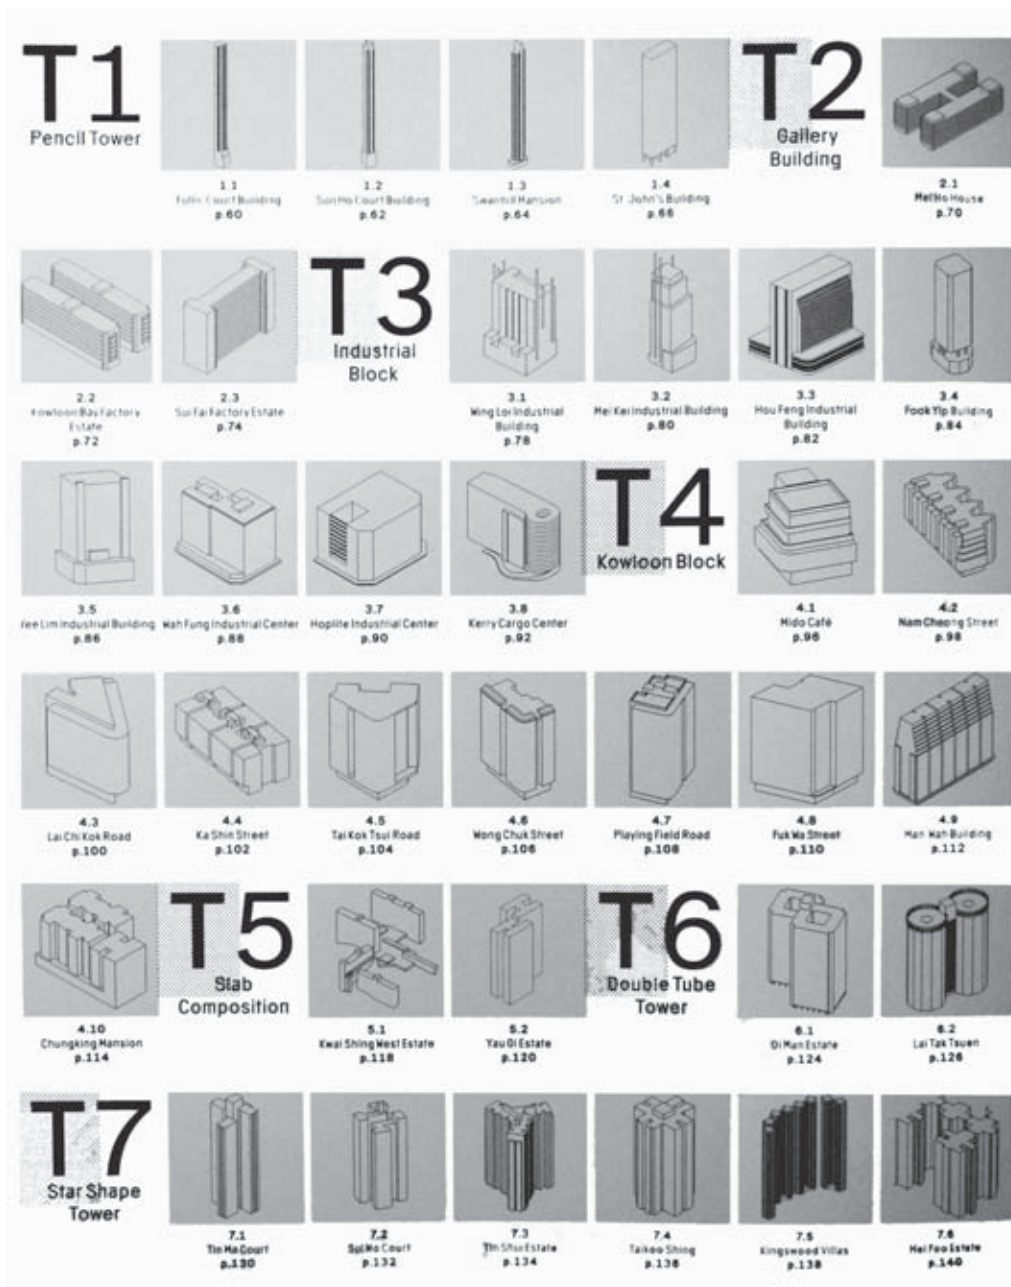 T1
Pencil Tower
1.1
Court Building
p.60
1.2
Sun Ho Court Building
p.62
1.3
Swanhill Mansion
p.64
1.4
St. John's Building
p.66
T2
Gallery
Building
2.1
Mei Ho House
p.70
2.2
Kowloon Bay Factory
Estate
p.72
2.3
Sui Fai Factory Estate
p.74
T3
Industrial
Block
3.1
Wing Loi Industrial
Building
p.78
3.2
Mei Kei Industrial Building
p.80
3.3
Hou Feng Industrial
Building
p.82
3.4
Fook Yip Building
p.84
3.5
Yee Lim Industrial Building
p.86
3.6
Wah Fung Industrial Center
p.88
3.7
Hoplite Industrial Center
p.90
3.8
Kerry Cargo Center
p.92
T4
Kowloon Block
4.1
Mido Café
p.96
4.2
Nam Cheong Street
p.98
4.3
Lai Chi Kok Road
p.100
4.4
Ka Shin Street
p.102
4.5
Tai Kok Tsui Road
p.104
4.6
Wong Chuk Street
p.106
4.7
Playing Field Road
p.108
4.8
Fuk Wa Street
p.110
4.9
Man Wah Building
p.112
4.10
Chungking Mansion
p.114
T5
Slab
Composition
5.1
Kwai Shing West Estate
p.118
5.2
Yau Oi Estate
p.120
T6
Double Tube
Tower
6.1
Oi Man Estate
p.124
6.2
Lai Tak Tsuen
p.126
T7
Star Shape
Tower
7.1
Tin Ma Court
p.130
7.2
Sui Wo Court
p.132
7.3
Tin Shui Estate
p.134
7.4
Taikoo Shing
p.136
7.5
Kingswood Villas
p.138
7.6
Mei Foo Estate
p.140